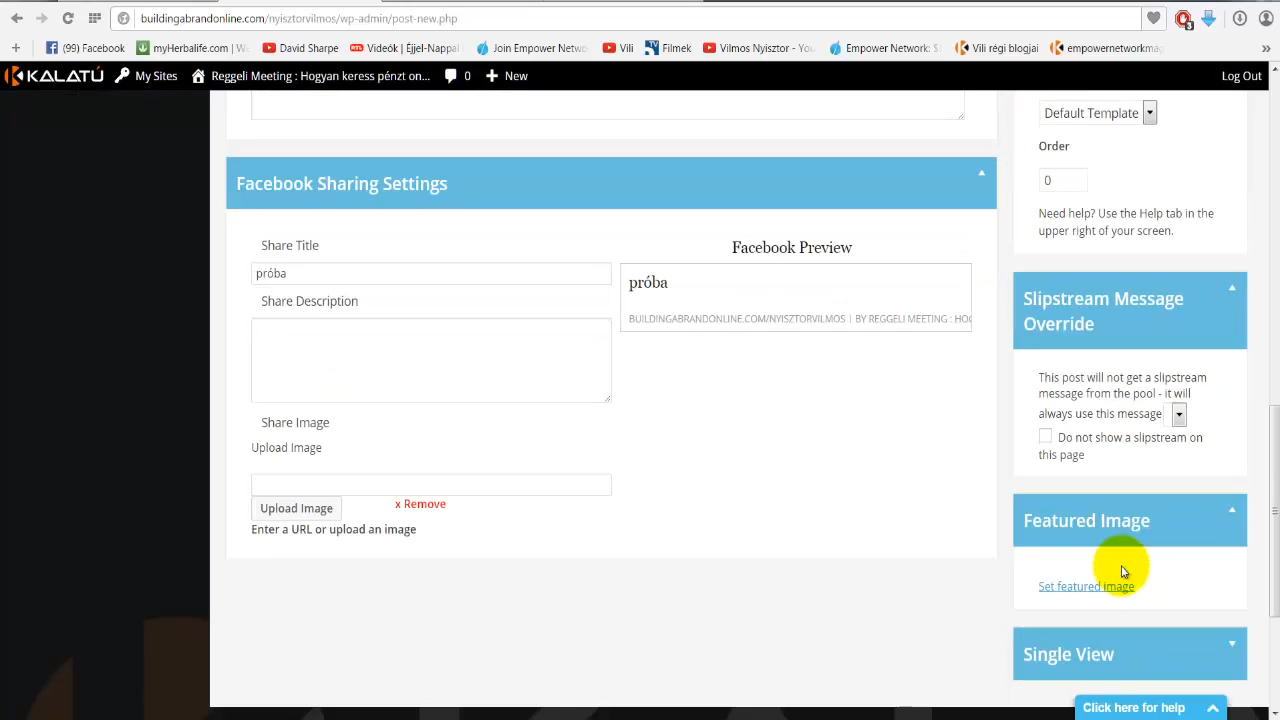 buildingabrandonline.com/nyisztorvilmos/wp-admin/post-new.php
3
+ (99) Facebook myHerbalife.com | We David Sharpe RTL Videók | Éjjel-Nappal Join Empower Netwo Vili TV Filmek Vilmos Nyisztor - You Empower Network: S Vili régi blogjai empowernetworkmag »
KALATÚ My Sites Reggeli Meeting : Hogyan keress pénzt on... 0 + New Log Out
Default Template
Order
0
Need help? Use the Help tab in the
upper right of your screen.
Facebook Sharing Settings
Share Title
próba
Share Description
Share Image
Upload Image
Upload Image x Remove
Enter a URL or upload an image
Facebook Preview
próba
BUILDINGABRANDONLINE.COM/NYISZTORVILMOS | BY REGGELI MEETING : HOG
Slipstream Message
Override
This post will not get a slipstream
message from the pool - it will
always use this message
Do not show a slipstream on
this page
Featured Image
Set featured image
Single View
Click here for help